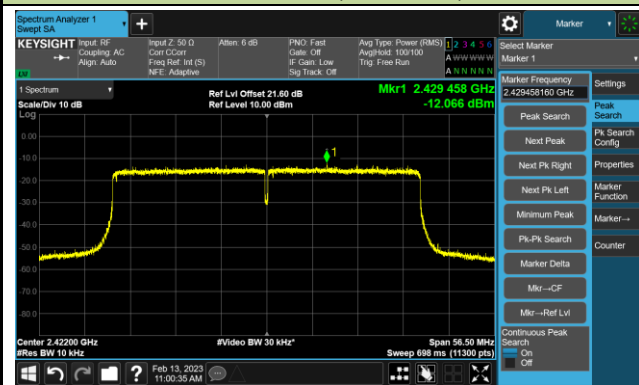 Spectrum Analyzer 1
Swept SA
Marker
KEYSIGHT
Input: RF
Coupling: AC
Align: Auto
Input Z: 50 Ω
Corr CCorr
Freq Ref: Int (S)
NFE: Adaptive
Atten: 6 dB
PNO: Fast
Gate: Off
IF Gain: Low
Sig Track: Off
Avg Type: Power (RMS)
Avg|Hold: 100/100
Trig: Free Run
1 2 3 4 5 6
A W W W W W
A N N N N N
Select Marker
Marker 1
1 Spectrum
Scale/Div 10 dB
Log
Ref Lvl Offset 21.60 dB
Ref Level 10.00 dBm
Mkr1 2.429 458 GHz
-12.066 dBm
Marker Frequency
2.429458160 GHz
Settings
Peak Search
Peak
Search
Next Peak
Pk Search
Config
Next Pk Right
Properties
Next Pk Left
Marker
Function
Minimum Peak
Marker→
Pk-Pk Search
Counter
Marker Delta
Mkr→CF
Mkr→Ref Lvl
Continuous Peak
Search
On
Off
0.00
-10.0
-20.0
-30.0
-40.0
-50.0
-60.0
-70.0
-80.0
1
Center 2.42200 GHz
#Res BW 10 kHz
#Video BW 30 kHz*
Span 56.50 MHz
Sweep 698 ms (11300 pts)
Feb 13, 2023
11:00:35 AM